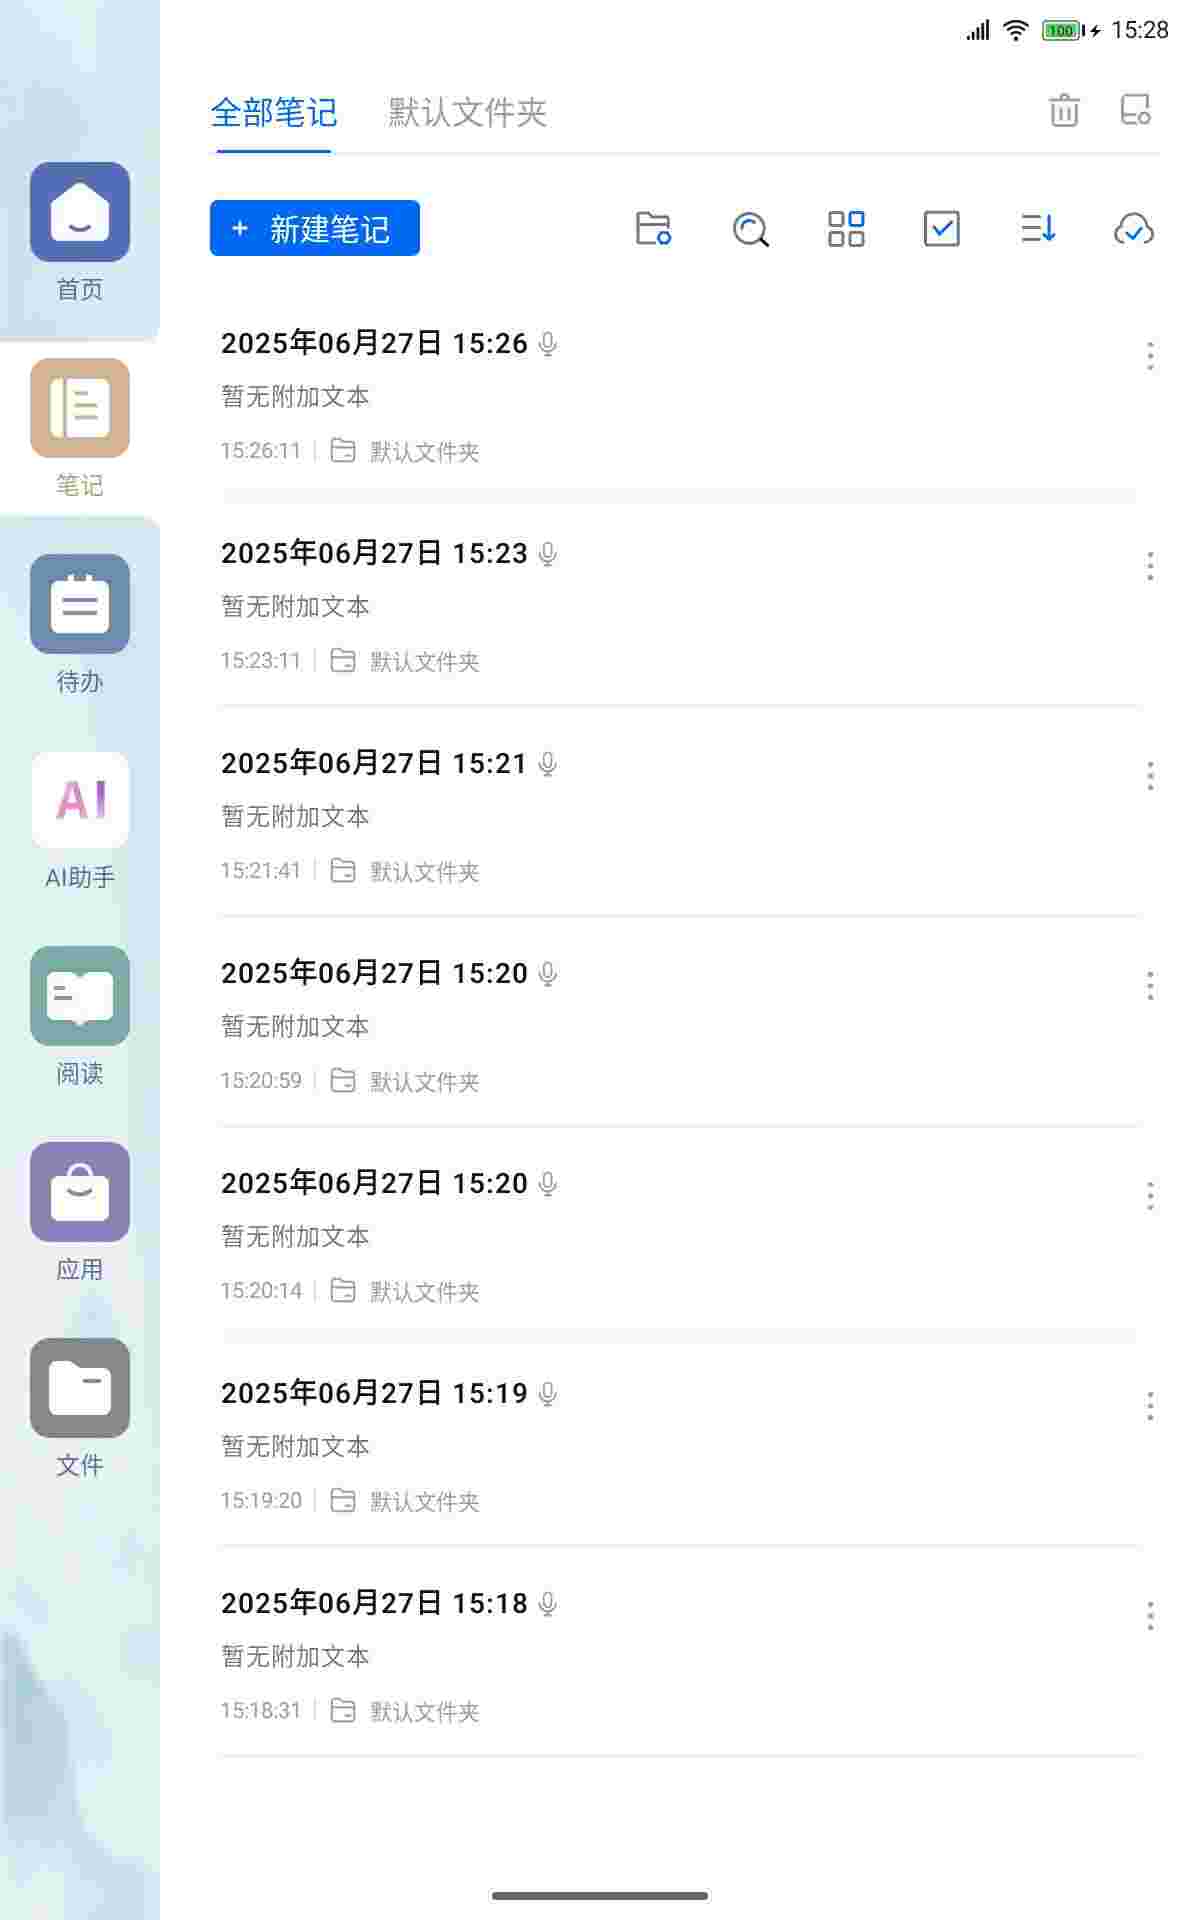 100 15:28
全部笔记 默认文件夹
+ 新建笔记
首页
笔记
待办
AI
AI助手
阅读
应用
文件
2025年06月27日 15:26
暂无附加文本
15:26:11 默认文件夹
2025年06月27日 15:23
暂无附加文本
15:23:11 默认文件夹
2025年06月27日 15:21
暂无附加文本
15:21:41 默认文件夹
2025年06月27日 15:20
暂无附加文本
15:20:59 默认文件夹
2025年06月27日 15:20
暂无附加文本
15:20:14 默认文件夹
2025年06月27日 15:19
暂无附加文本
15:19:20 默认文件夹
2025年06月27日 15:18
暂无附加文本
15:18:31 默认文件夹